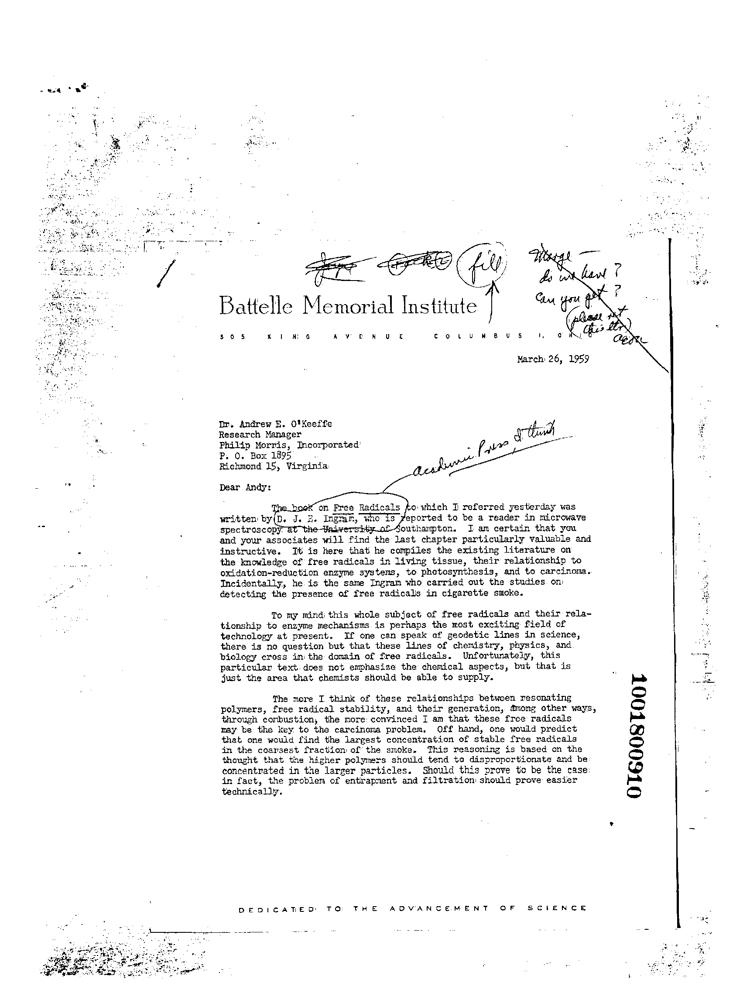 file
Marge —
do we have?
Can you get?
(please ret
this ltr)
Battelle Memorial Institute
505 KING AVENUE COLUMBUS 1, O
March 26, 1959
Dr. Andrew E. O'Keeffe
Research Manager
Philip Morris, Incorporated
P. O. Box 1895
Richmond 15, Virginia
Academic Press I think
Dear Andy:
The book on Free Radicals to which I referred yesterday was
written by D. J. E. Ingram, who is reported to be a reader in microwave
spectroscopy at the University of Southampton. I am certain that you
and your associates will find the last chapter particularly valuable and
instructive. It is here that he compiles the existing literature on
the knowledge of free radicals in living tissue, their relationship to
oxidation-reduction enzyme systems, to photosynthesis, and to carcinoma.
Incidentally, he is the same Ingram who carried out the studies on
detecting the presence of free radicals in cigarette smoke.
To my mind this whole subject of free radicals and their rela-
tionship to enzyme mechanisms is perhaps the most exciting field of
technology at present. If one can speak of geodetic lines in science,
there is no question but that these lines of chemistry, physics, and
biology cross in the domain of free radicals. Unfortunately, this
particular text does not emphasize the chemical aspects, but that is
just the area that chemists should be able to supply.
The more I think of these relationships between resonating
polymers, free radical stability, and their generation, among other ways,
through combustion, the more convinced I am that these free radicals
may be the key to the carcinoma problem. Off hand, one would predict
that one would find the largest concentration of stable free radicals
in the coarsest fraction of the smoke. This reasoning is based on the
thought that the higher polymers should tend to disproportionate and be
concentrated in the larger particles. Should this prove to be the case
in fact, the problem of entrapment and filtration should prove easier
technically.
1001800910
DEDICATED TO THE ADVANCEMENT OF SCIENCE